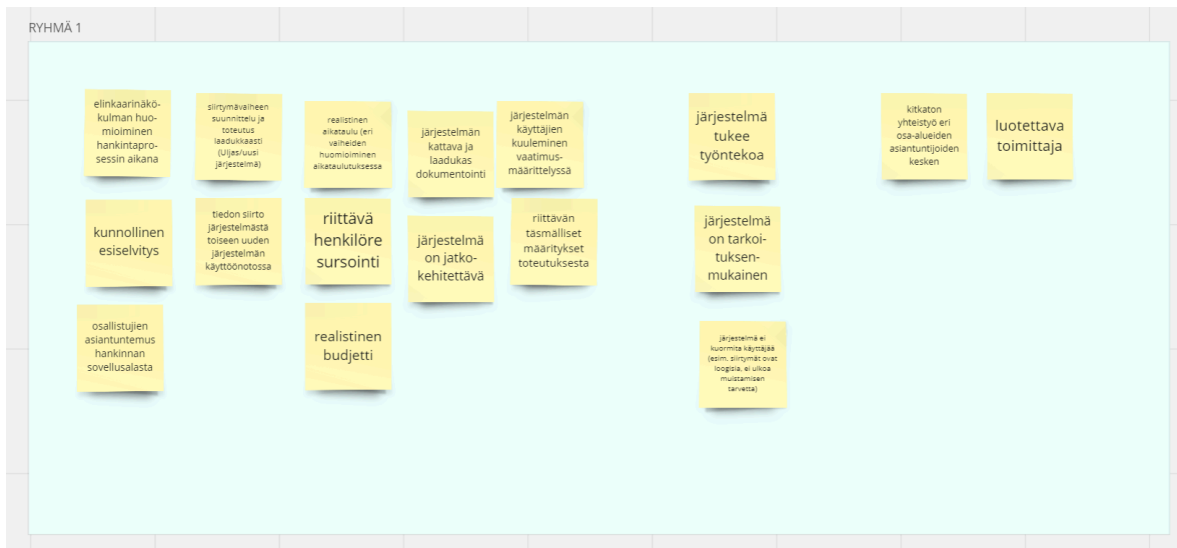 RYHMÄ 1
elinkaarinäkö-
kulman huo-
mioiminen
hankintapro-
sessin aikana
siirtymävaiheen
suunnittelu ja
toteutus
laadukkaasti
(Uljas/uusi
järjestelmä)
realistinen
aikataulu (eri
vaiheiden
huomioiminen
aikataulutuksessa
järjestelmän
kattava ja
laadukas
dokumentointi
järjestelmän
käyttäjien
kuuleminen
vaatimus-
määrittelyssä
järjestelmä
tukee
työntekoa
kitkaton
yhteistyö eri
osa-alueiden
asiantuntijoiden
kesken
luotettava
toimittaja
kunnollinen
esiselvitys
tiedon siirto
järjestelmästä
toiseen uuden
järjestelmän
käyttöönotossa
riittävä
henkilöre
sursointi
järjestelmä
on jatko-
kehitettävä
riittävän
täsmälliset
määritykset
toteutuksesta
järjestelmä
on tarkoi-
tuksen-
mukainen
osallistujien
asiantuntemus
hankinnan
sovellusalasta
realistinen
budjetti
järjestelmä ei
kuormita käyttäjää
(esim. siirtymät ovat
loogisia, ei ulkoa
muistamisen
tarvetta)